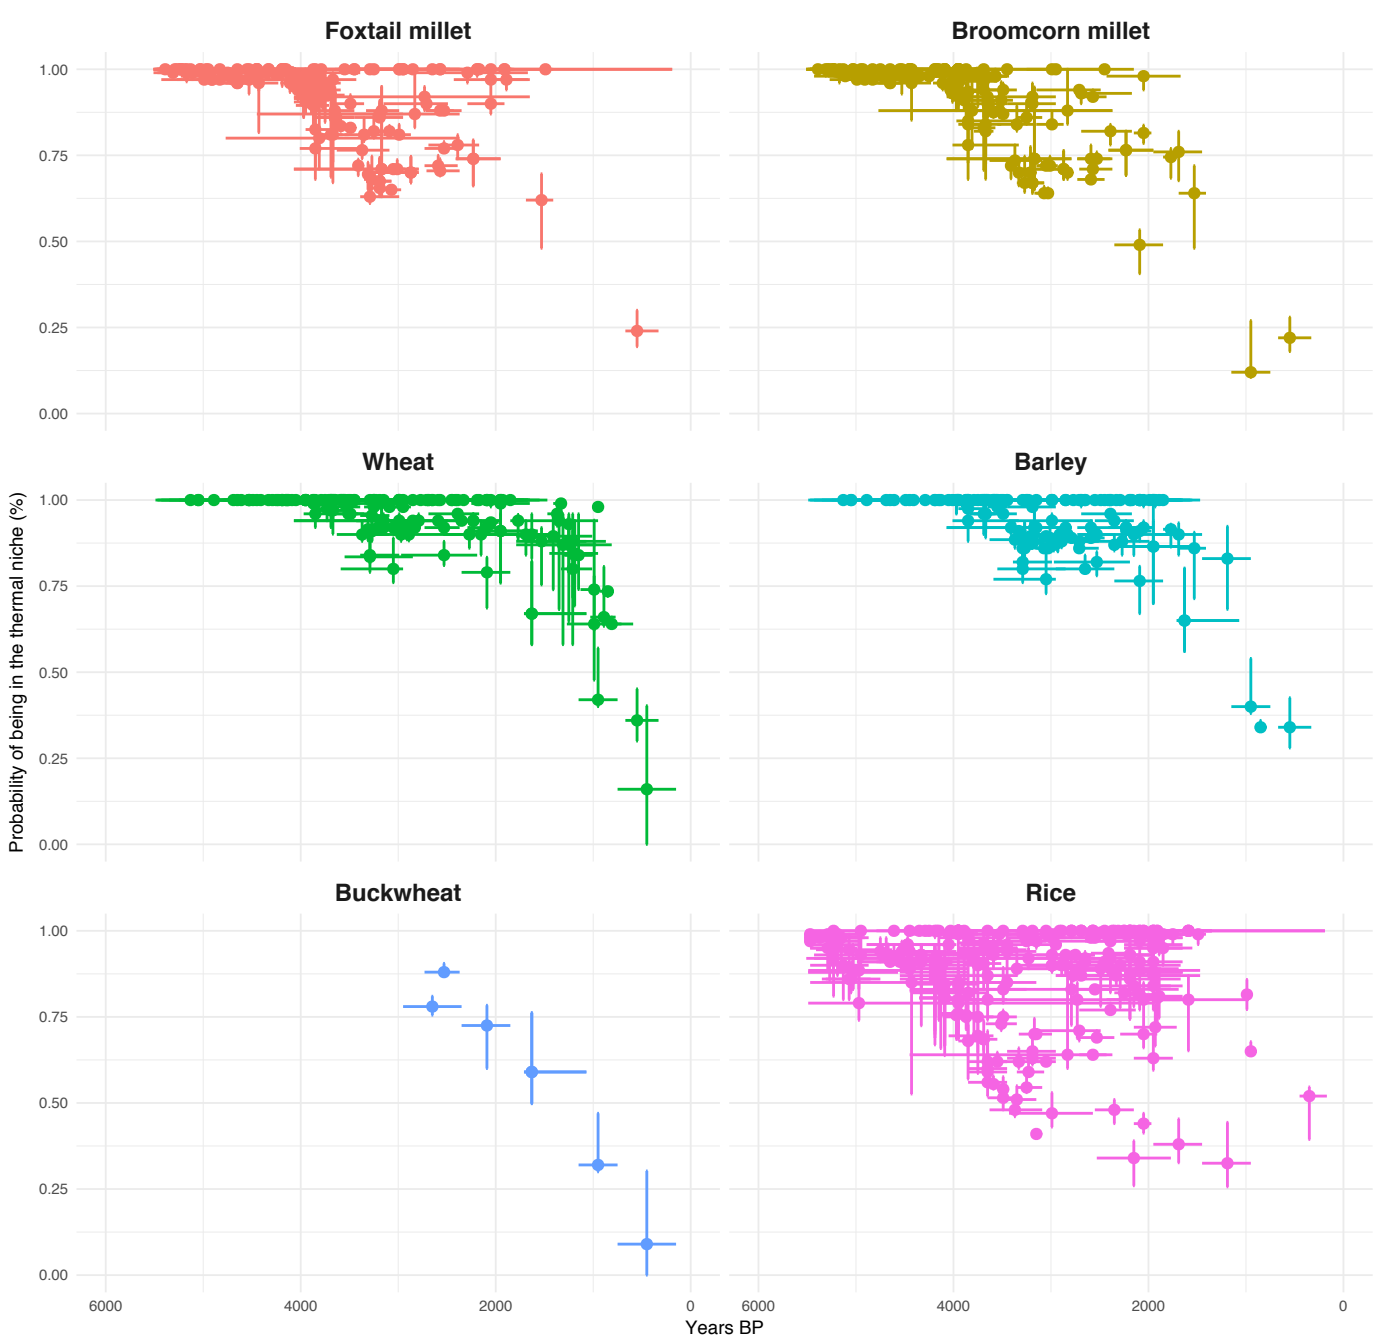 Foxtail millet
Broomcorn millet
1.00
0.75
0.50
0.25
0.00
Wheat
Barley
Probability of being in the thermal niche (%)
1.00
0.75
0.50
0.25
0.00
Buckwheat
Rice
1.00
0.75
0.50
0.25
0.00
6000 4000 2000 0 6000 4000 2000 0
Years BP